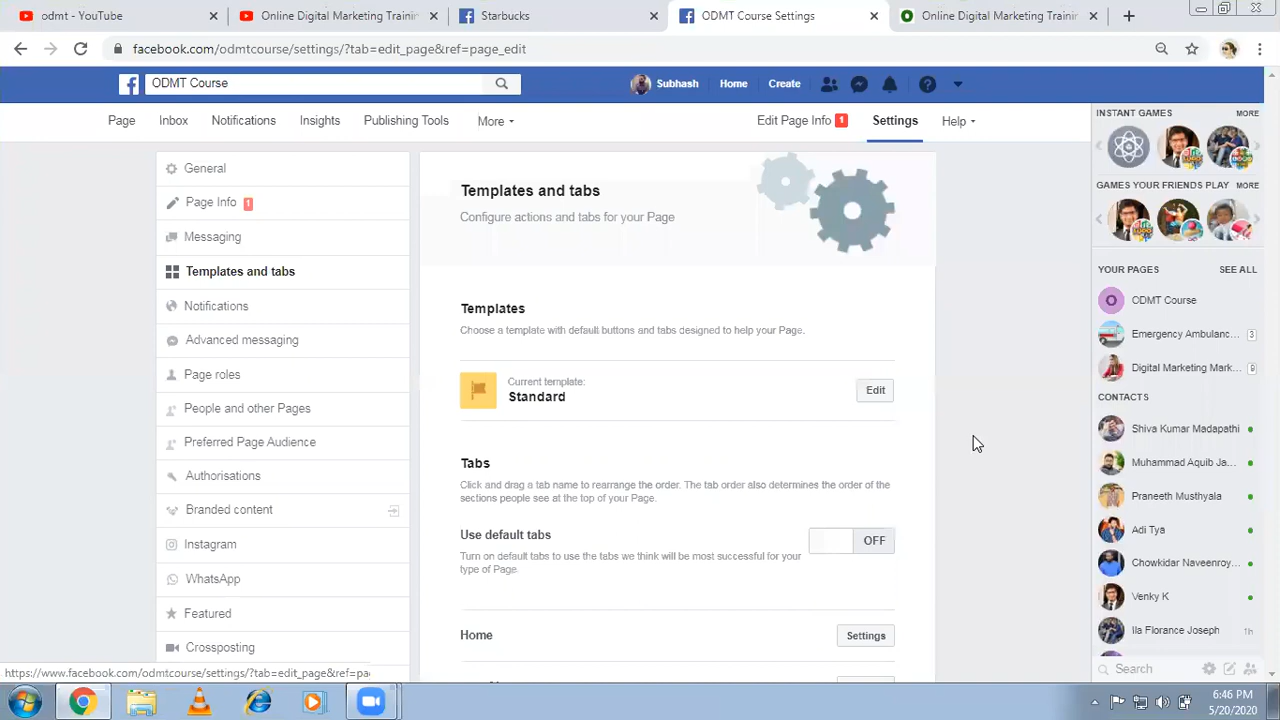 odmt - YouTube
Online Digital Marketing Trainin
Starbucks
ODMT Course Settings
Online Digital Marketing Training
facebook.com/odmtcourse/settings/?tab=edit_page&ref=page_edit
ODMT Course
Subhash
Home
Create
Page
Inbox
Notifications
Insights
Publishing Tools
More
Edit Page Info 1
Settings
Help
General
Page Info 1
Messaging
Templates and tabs
Notifications
Advanced messaging
Page roles
People and other Pages
Preferred Page Audience
Authorisations
Branded content
Instagram
WhatsApp
Featured
Crossposting
Templates and tabs
Configure actions and tabs for your Page
Templates
Choose a template with default buttons and tabs designed to help your Page.
Current template:
Standard
Edit
Tabs
Click and drag a tab name to rearrange the order. The tab order also determines the order of the
sections people see at the top of your Page.
Use default tabs
OFF
Turn on default tabs to use the tabs we think will be most successful for your
type of Page
Home
Settings
INSTANT GAMES
MORE
GAMES YOUR FRIENDS PLAY
MORE
YOUR PAGES
SEE ALL
ODMT Course
Emergency Ambulanc... 3
Digital Marketing Mark... 9
CONTACTS
Shiva Kumar Madapathi
Muhammad Aquib Ja...
Praneeth Musthyala
Adi Tya
Chowkidar Naveenroy...
Venky K
Ila Florance Joseph 1h
Search
https://www.facebook.com/odmtcourse/settings/?tab=edit_page&ref=pa
6:46 PM
5/20/2020